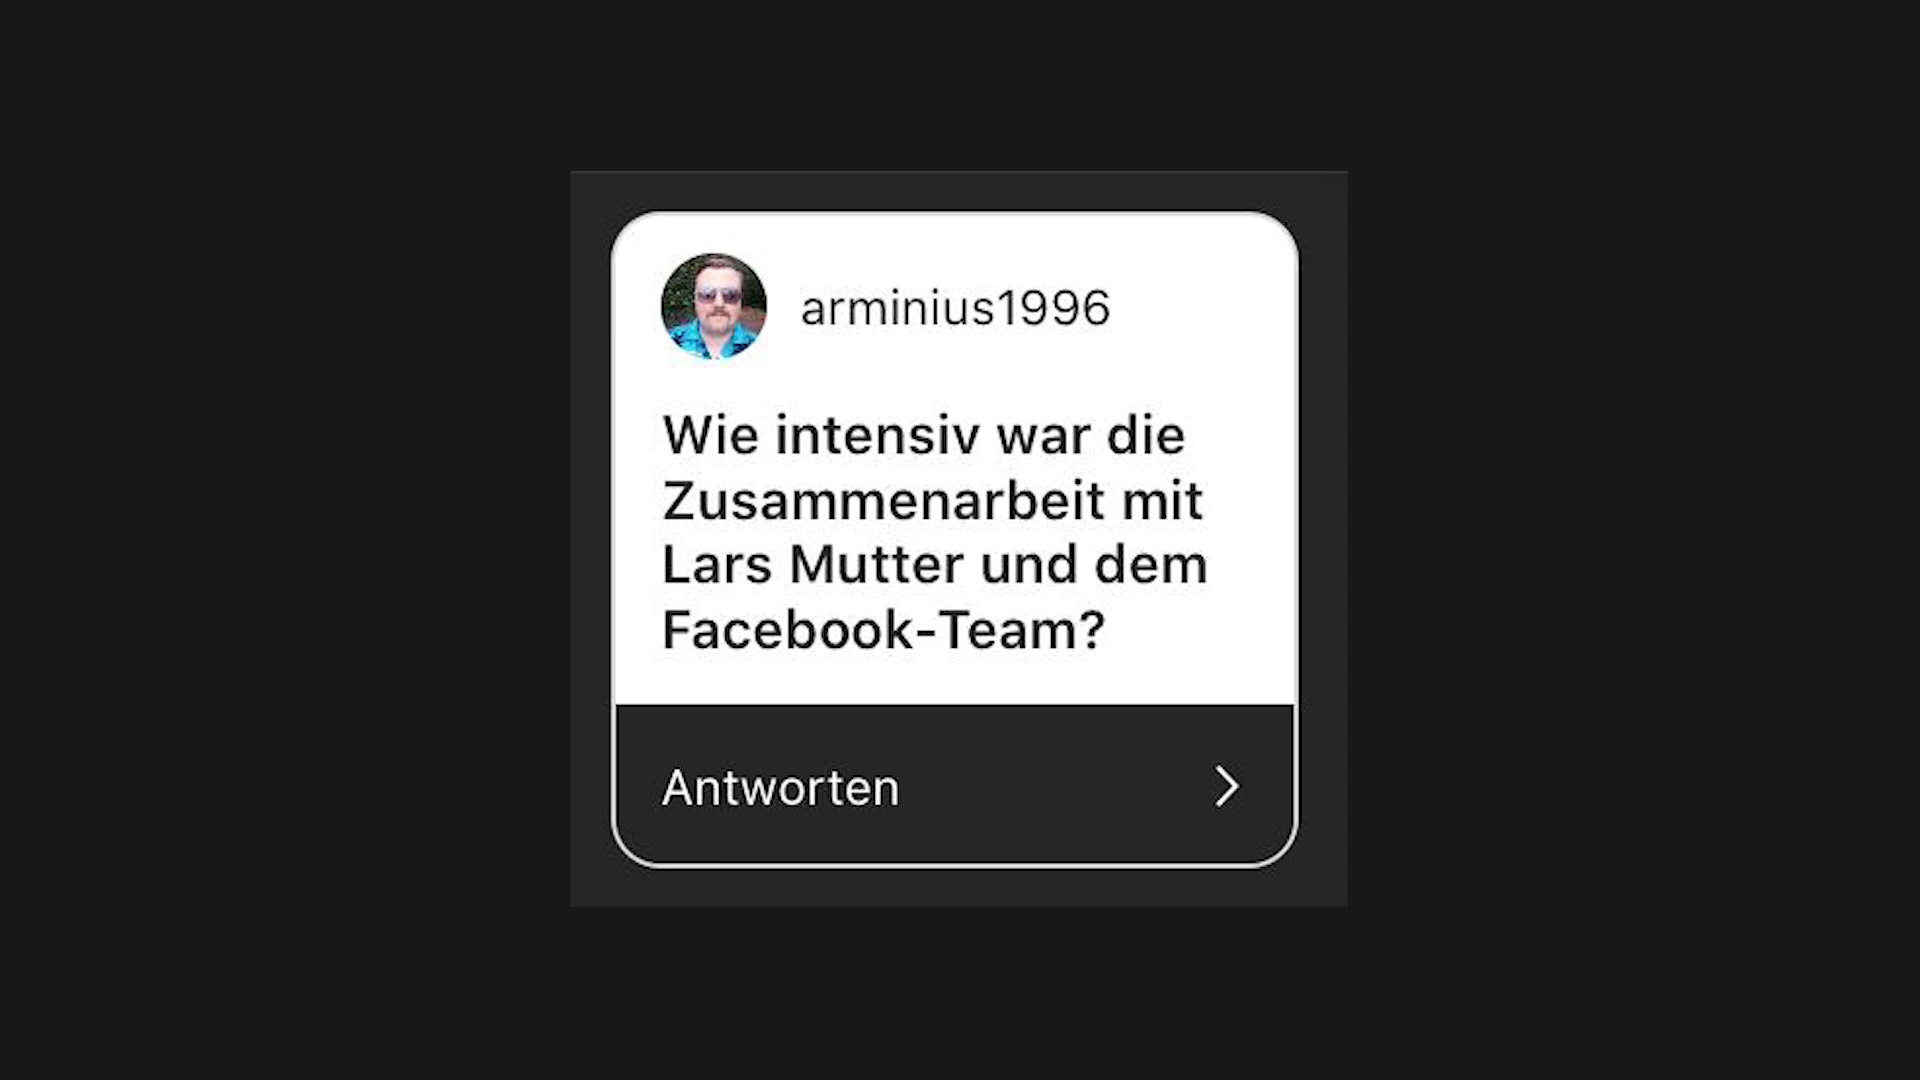 arminius1996
Wie intensiv war die
Zusammenarbeit mit
Lars Mutter und dem
Facebook-Team?
Antworten